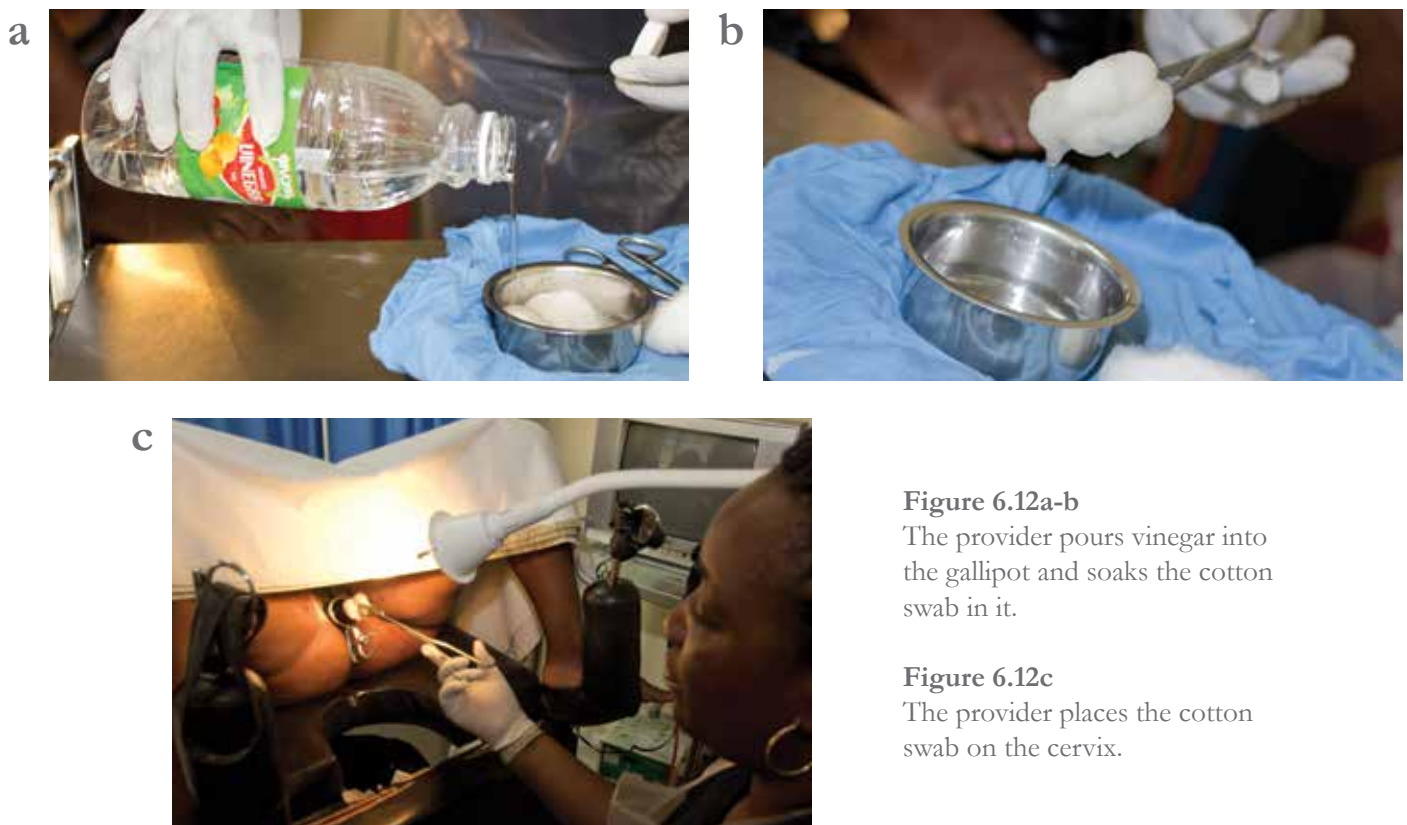 a
b
c
Figure 6.12a-b
The provider pours vinegar into
the gallipot and soaks the cotton
swab in it.
Figure 6.12c
The provider places the cotton
swab on the cervix.